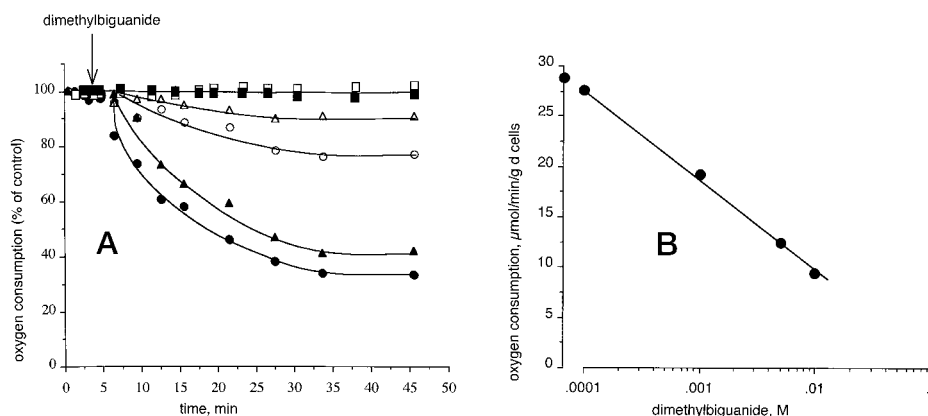 dimethylbiguanide
100
80
60
40
20
0
oxygen consumption (% of control)
A
0 5 10 15 20 25 30 35 40 45 50
time, min
30
25
20
15
10
5
0
oxygen consumption, µmol/min/g d cells
B
.0001 .001 .01
dimethylbiguanide, M